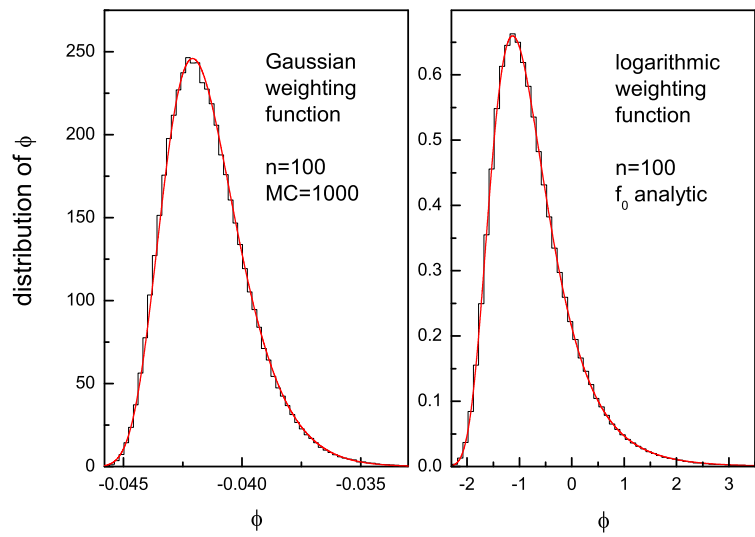 distribution of ϕ
250
200
150
100
50
0
-0.045
-0.040
-0.035
ϕ
Gaussian
weighting
function
n=100
MC=1000
0.6
0.5
0.4
0.3
0.2
0.1
0.0
-2
-1
0
1
2
3
ϕ
logarithmic
weighting
function
n=100
f₀ analytic